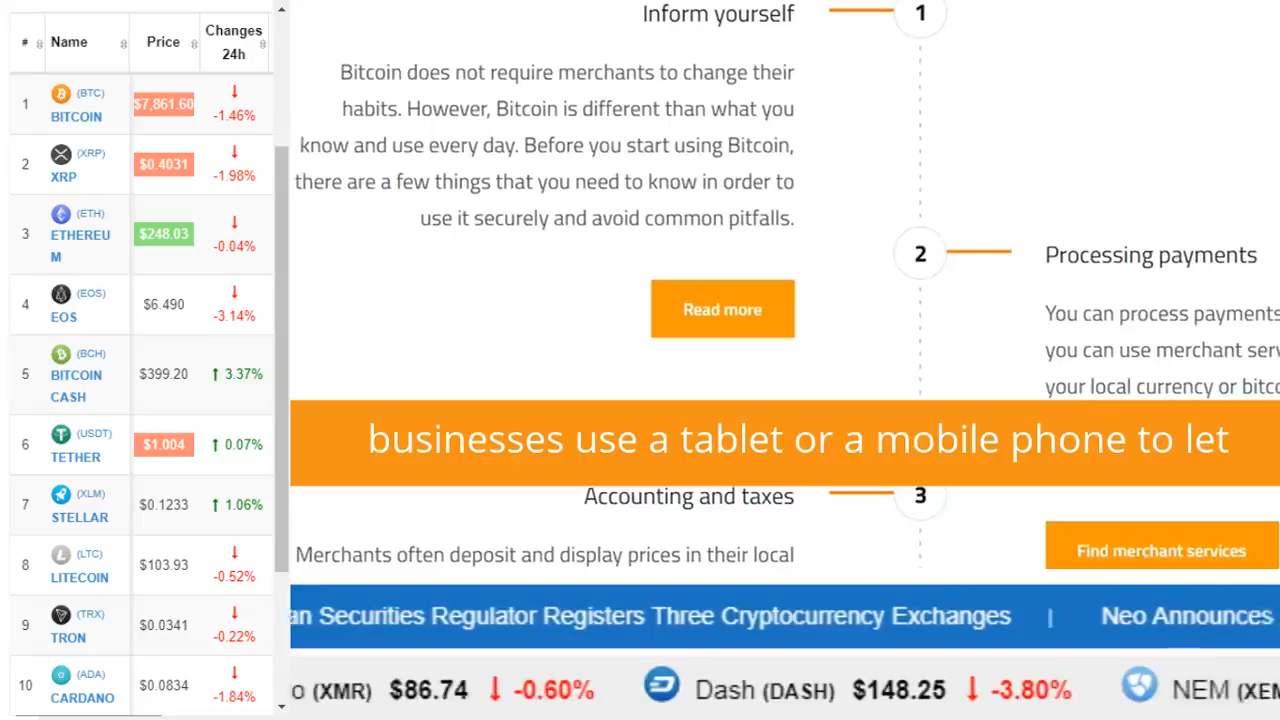 # Name Price Changes 24h
1 (BTC) BITCOIN $7,861.60 ↓ -1.46%
2 (XRP) XRP $0.4031 ↓ -1.98%
3 (ETH) ETHEREU M $248.03 ↓ -0.04%
4 (EOS) EOS $6.490 ↓ -3.14%
5 (BCH) BITCOIN CASH $399.20 ↑ 3.37%
6 (USDT) TETHER $1.004 ↑ 0.07%
7 (XLM) STELLAR $0.1233 ↑ 1.06%
8 (LTC) LITECOIN $103.93 ↓ -0.52%
9 (TRX) TRON $0.0341 ↓ -0.22%
10 (ADA) CARDANO $0.0834 ↓ -1.84%
Inform yourself 1
Bitcoin does not require merchants to change their
habits. However, Bitcoin is different than what you
know and use every day. Before you start using Bitcoin,
there are a few things that you need to know in order to
use it securely and avoid common pitfalls.
Read more
2 Processing payments
You can process payments
you can use merchant serv
your local currency or bitco
businesses use a tablet or a mobile phone to let
Accounting and taxes 3
Merchants often deposit and display prices in their local
Find merchant services
an Securities Regulator Registers Three Cryptocurrency Exchanges | Neo Announces
o (XMR) $86.74 ↓ -0.60% Dash (DASH) $148.25 ↓ -3.80% NEM (XEM